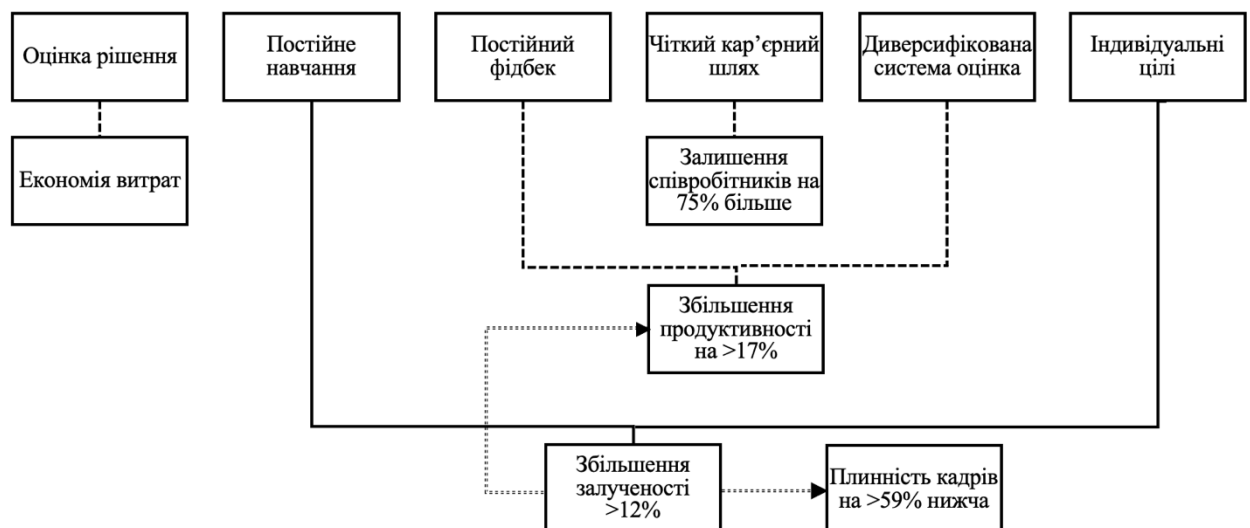 Оцінка рішення
Постійне
навчання
Постійний
фідбек
Чіткий кар’єрний
шлях
Диверсифікована
система оцінка
Індивідуальні
цілі
Економія витрат
Залишення
співробітників на
75% більше
Збільшення
продуктивності
на >17%
Збільшення
залученості
>12%
Плинність кадрів
на >59% нижча